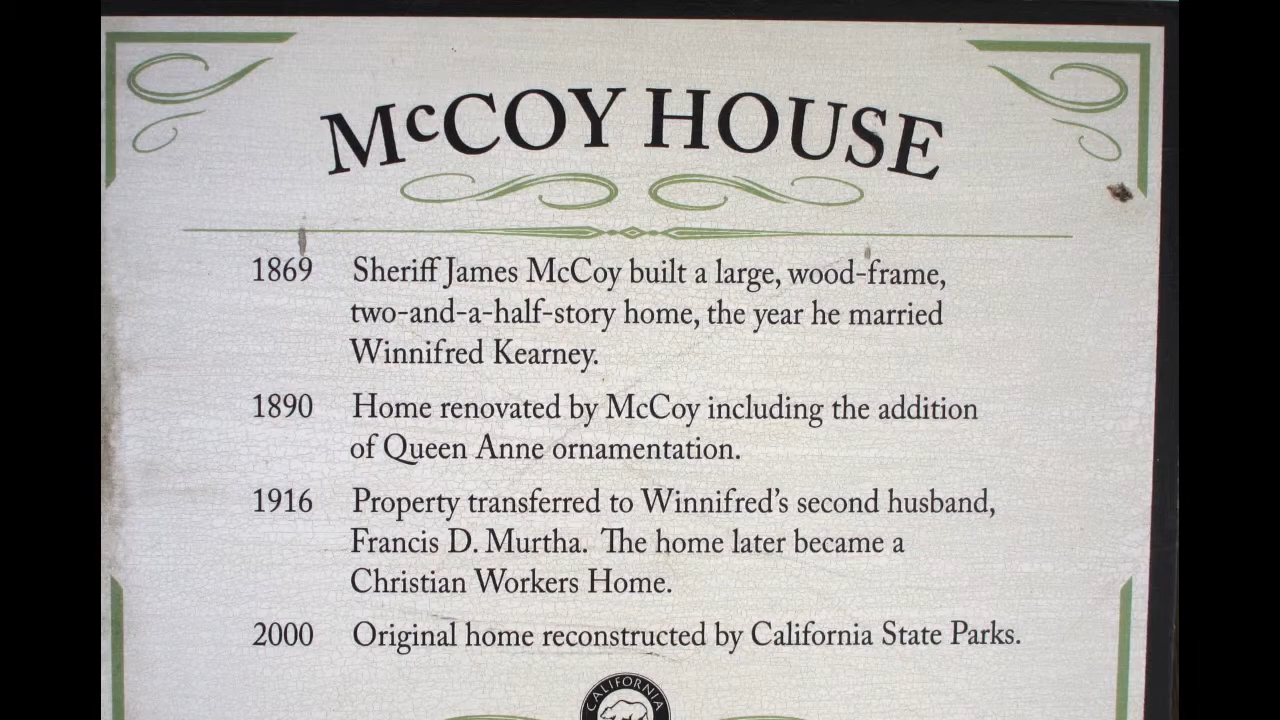 McCOY HOUSE
1869 Sheriff James McCoy built a large, wood-frame,
two-and-a-half-story home, the year he married
Winnifred Kearney.
1890 Home renovated by McCoy including the addition
of Queen Anne ornamentation.
1916 Property transferred to Winnifred's second husband,
Francis D. Murtha. The home later became a
Christian Workers Home.
2000 Original home reconstructed by California State Parks.
CALIFORNIA